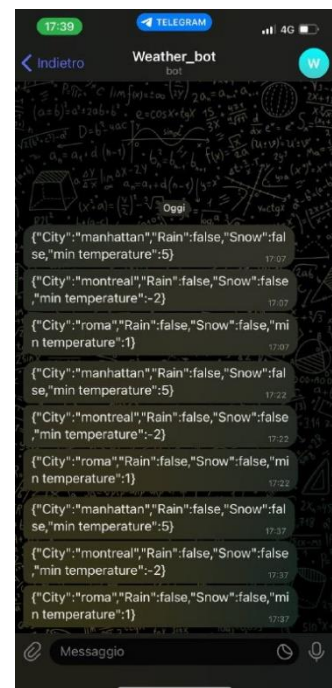 17:39
TELEGRAM
4G
Indietro
Weather_bot
bot
W
Oggi
{"City":"manhattan","Rain":false,"Snow":fal
se,"min temperature":5}
17:07
{"City":"montreal","Rain":false,"Snow":false
,"min temperature":-2}
17:07
{"City":"roma","Rain":false,"Snow":false,"mi
n temperature":1}
17:07
{"City":"manhattan","Rain":false,"Snow":fal
se,"min temperature":5}
17:22
{"City":"montreal","Rain":false,"Snow":false
,"min temperature":-2}
17:22
{"City":"roma","Rain":false,"Snow":false,"mi
n temperature":1}
17:22
{"City":"manhattan","Rain":false,"Snow":fal
se,"min temperature":5}
17:37
{"City":"montreal","Rain":false,"Snow":false
,"min temperature":-2}
17:37
{"City":"roma","Rain":false,"Snow":false,"mi
n temperature":1}
17:37
Messaggio